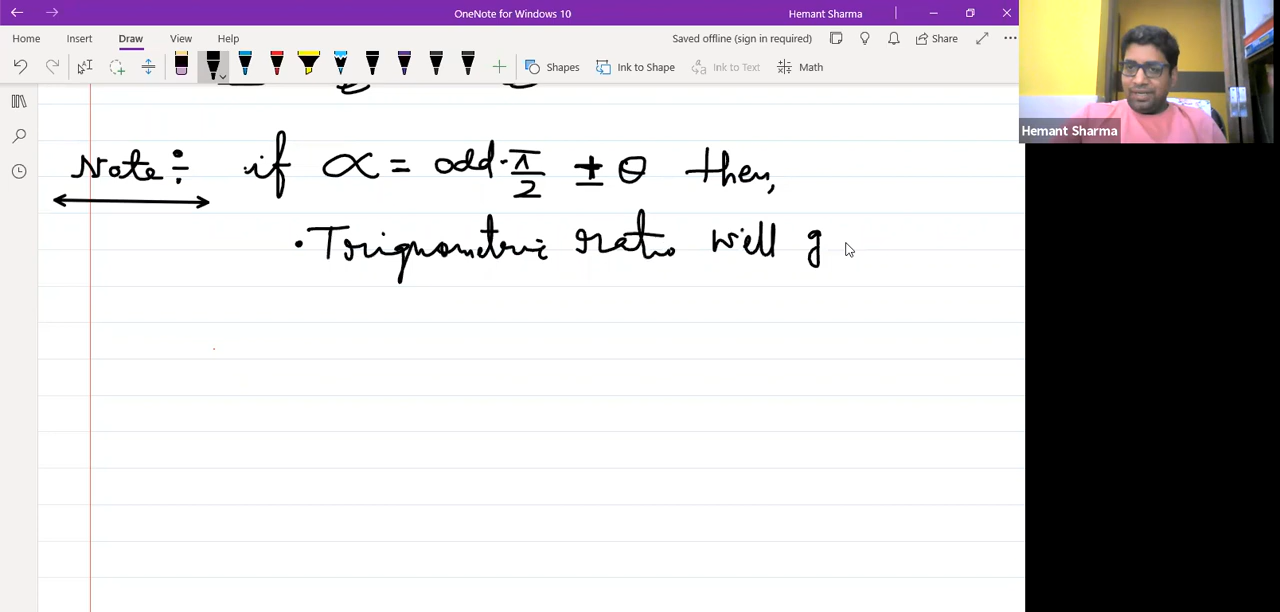 OneNote for Windows 10
Hemant Sharma
Home Insert Draw View Help
Saved offline (sign in required)
Share
Shapes
Ink to Shape
Ink to Text
Math
Hemant Sharma
Note ÷ if α = odd · π/2 ± θ then,
• Trignometric ratio will g